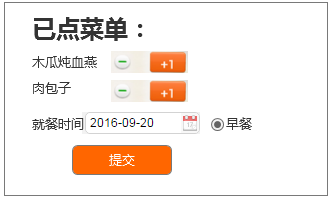 已点菜单：
木瓜炖血燕 +1
肉包子 +1
就餐时间 2016-09-20 早餐
提交